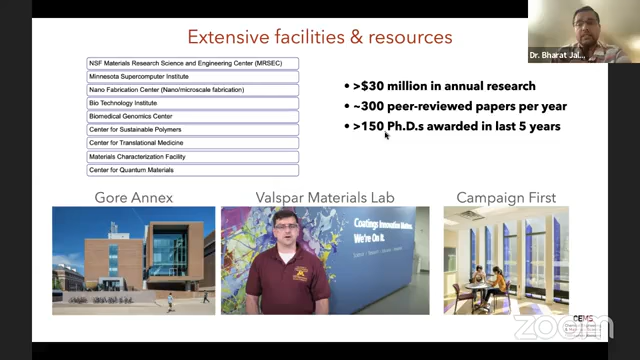 Extensive facilities & resources
NSF Materials Research Science and Engineering Center (MRSEC)
Minnesota Supercomputer Institute
Nano Fabrication Center (Nano/microscale fabrication)
Bio Technology Institute
Biomedical Genomics Center
Center for Sustainable Polymers
Center for Translational Medicine
Materials Characterization Facility
Center for Quantum Materials
• >$30 million in annual research
• ~300 peer-reviewed papers per year
• >150 Ph.D.s awarded in last 5 years
Dr. Bharat Jal...
Gore Annex
Valspar Materials Lab
Campaign First
Coatings Innovation
We're On It.
CEMS
zoom